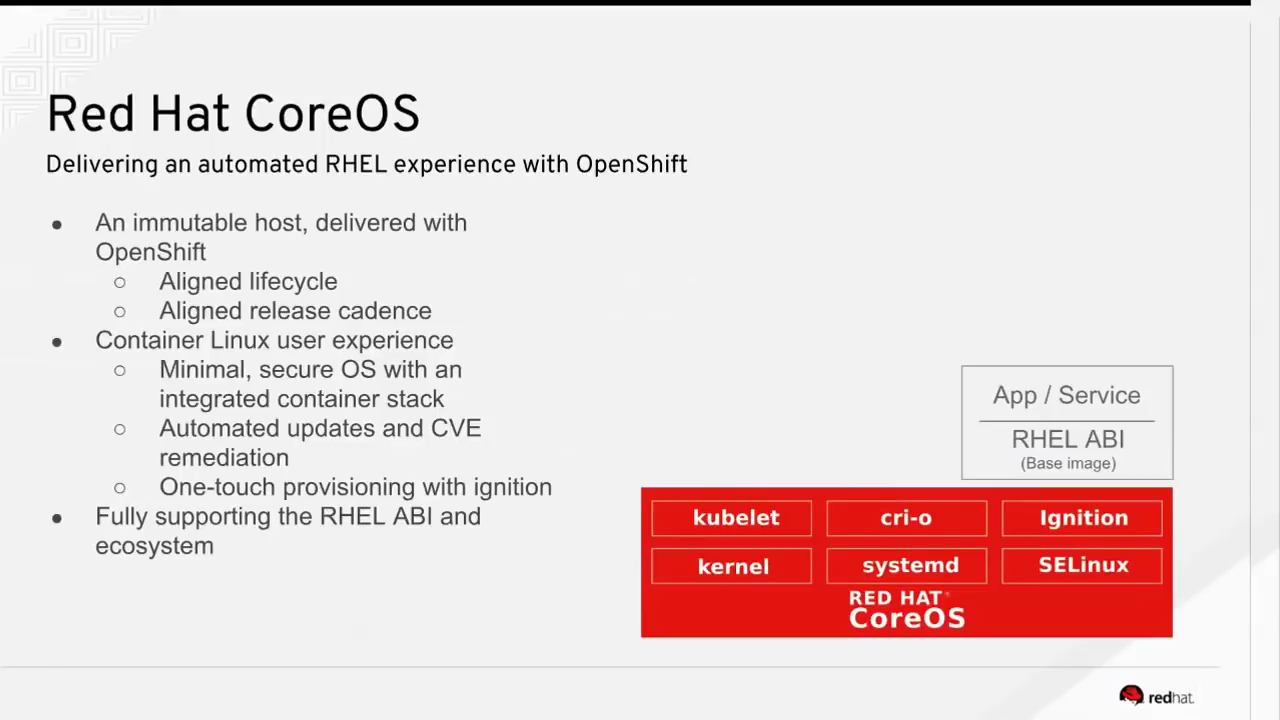 Red Hat CoreOS
Delivering an automated RHEL experience with OpenShift
● An immutable host, delivered with
OpenShift
○ Aligned lifecycle
○ Aligned release cadence
● Container Linux user experience
○ Minimal, secure OS with an
integrated container stack
○ Automated updates and CVE
remediation
○ One-touch provisioning with ignition
● Fully supporting the RHEL ABI and
ecosystem
App / Service
RHEL ABI
(Base image)
kubelet
cri-o
Ignition
kernel
systemd
SELinux
RED HAT
CoreOS
redhat.